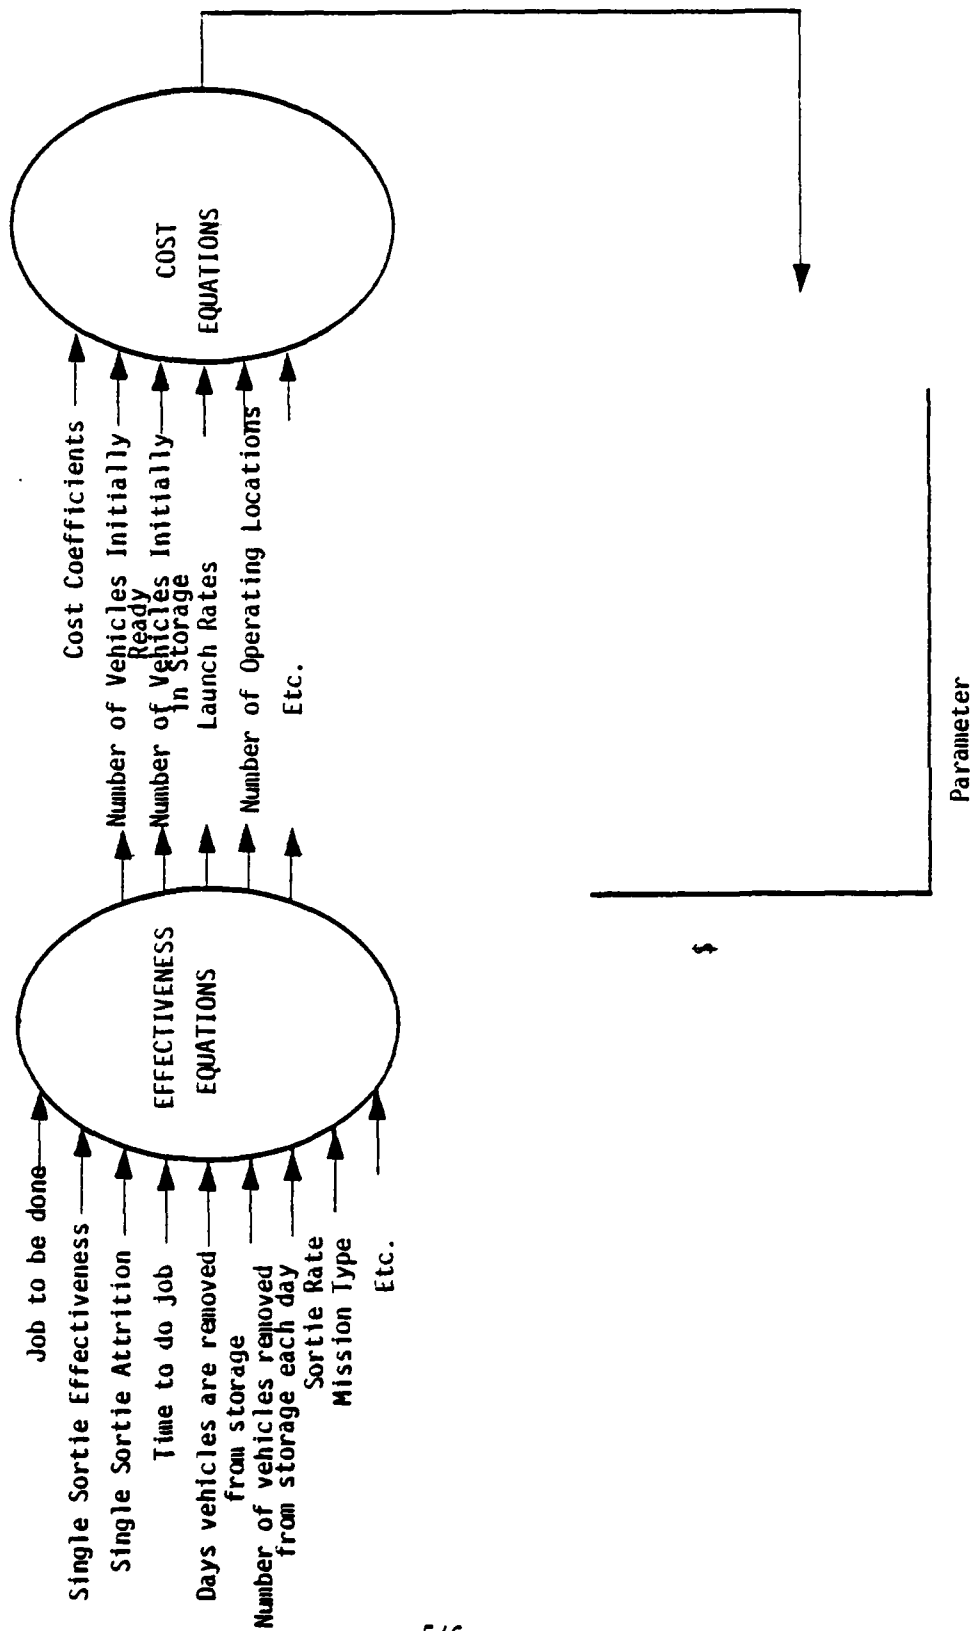 Job to be done
Single Sortie Effectiveness
Single Sortie Attrition
Time to do job
Days vehicles are removed
from storage
Number of vehicles removed
from storage each day
Sortie Rate
Mission Type
Etc.
EFFECTIVENESS
EQUATIONS
Cost Coefficients
Number of Vehicles Initially
Ready
Number of Vehicles Initially
in Storage
Launch Rates
Number of Operating Locations
Etc.
COST
EQUATIONS
$
Parameter